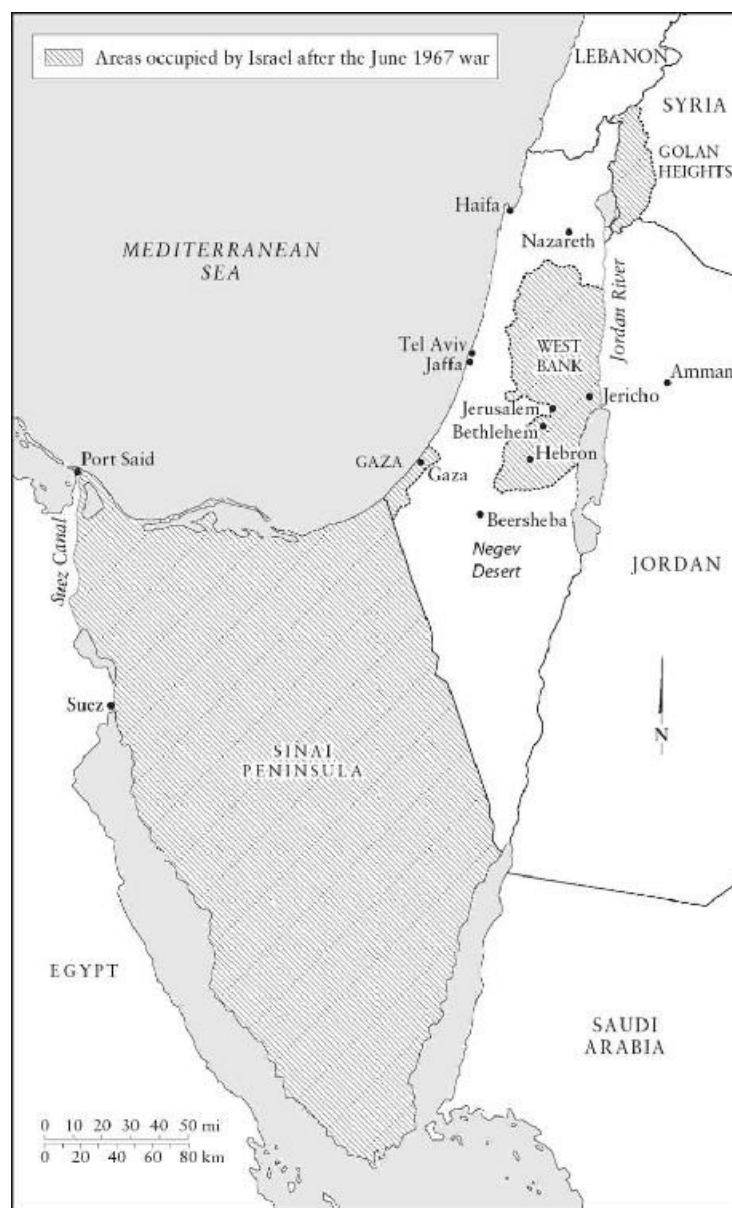 Areas occupied by Israel after the June 1967 war
LEBANON
SYRIA
GOLAN
HEIGHTS
Haifa
Nazareth
MEDITERRANEAN
SEA
Jordan River
Tel Aviv
Jaffa
WEST
BANK
Amman
Jericho
Jerusalem
Bethlehem
Hebron
Port Said
GAZA
Gaza
Suez Canal
Beersheba
Negev
Desert
JORDAN
N
Suez
SINAI
PENINSULA
EGYPT
SAUDI
ARABIA
0 10 20 30 40 50 mi
0 20 40 60 80 km